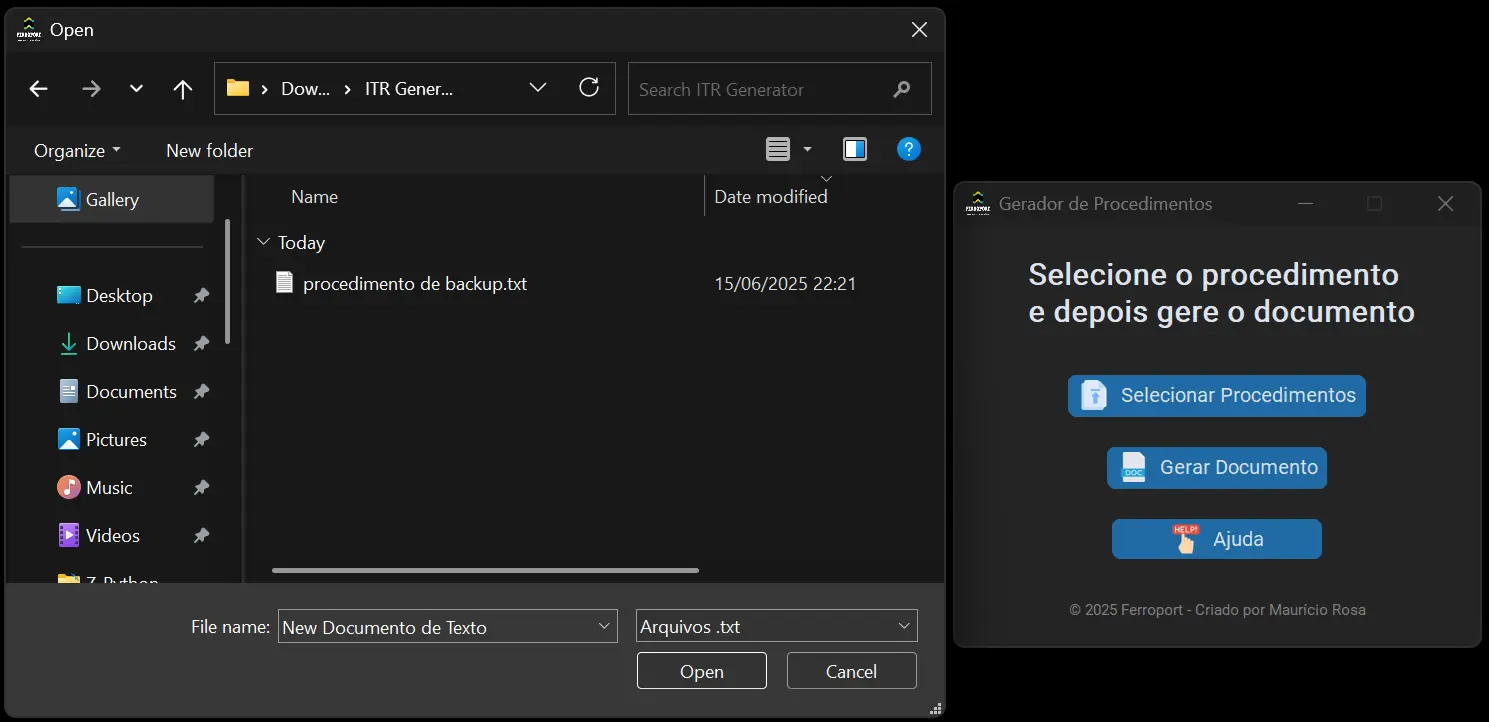 Open
Dow... ITR Gener...
Search ITR Generator
Organize
New folder
?
Gallery
Desktop
Downloads
Documents
Pictures
Music
Videos
Z-Python
Name
Date modified
Today
procedimento de backup.txt
15/06/2025 22:21
File name:
New Documento de Texto
Arquivos .txt
Open
Cancel
FERROPORT
Gerador de Procedimentos
Selecione o procedimento
e depois gere o documento
Selecionar Procedimentos
DOC
Gerar Documento
HELP!
Ajuda
© 2025 Ferroport - Criado por Maurício Rosa